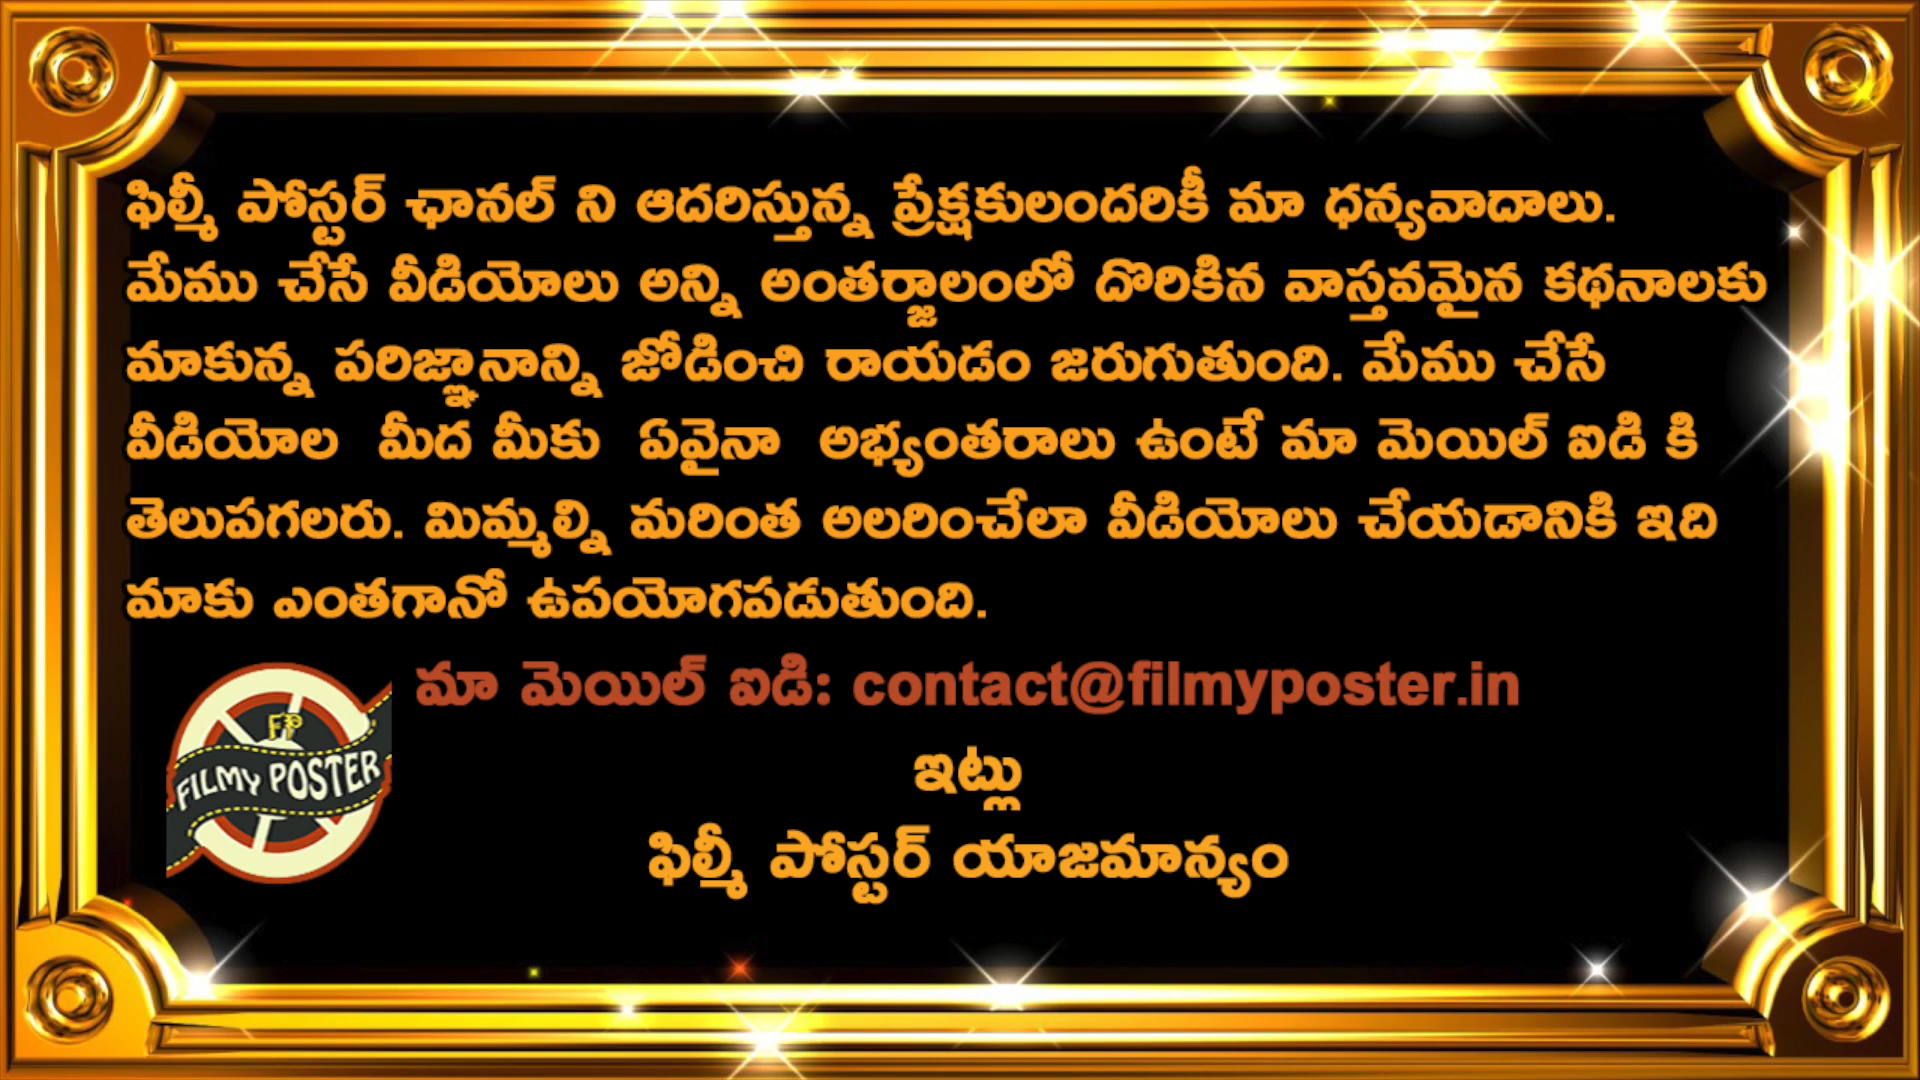 ఫిల్మీ పోస్టర్ ఛానల్ ని ఆదరిస్తున్న ప్రేక్షకులందరికీ మా ధన్యవాదాలు.
మేము చేసే వీడియోలు అన్ని అంతర్జాలంలో దొరికిన వాస్తవమైన కథనాలకు
మాకున్న పరిజ్ఞానాన్ని జోడించి రాయడం జరుగుతుంది. మేము చేసే
వీడియోల మీద మీకు ఏవైనా అభ్యంతరాలు ఉంటే మా మెయిల్ ఐడి కి
తెలుపగలరు. మిమ్మల్ని మరింత అలరించేలా వీడియోలు చేయడానికి ఇది
మాకు ఎంతగానో ఉపయోగపడుతుంది.
మా మెయిల్ ఐడి: contact@filmyposter.in
FP
FILMY POSTER
ఇట్లు
ఫిల్మీ పోస్టర్ యాజమాన్యం